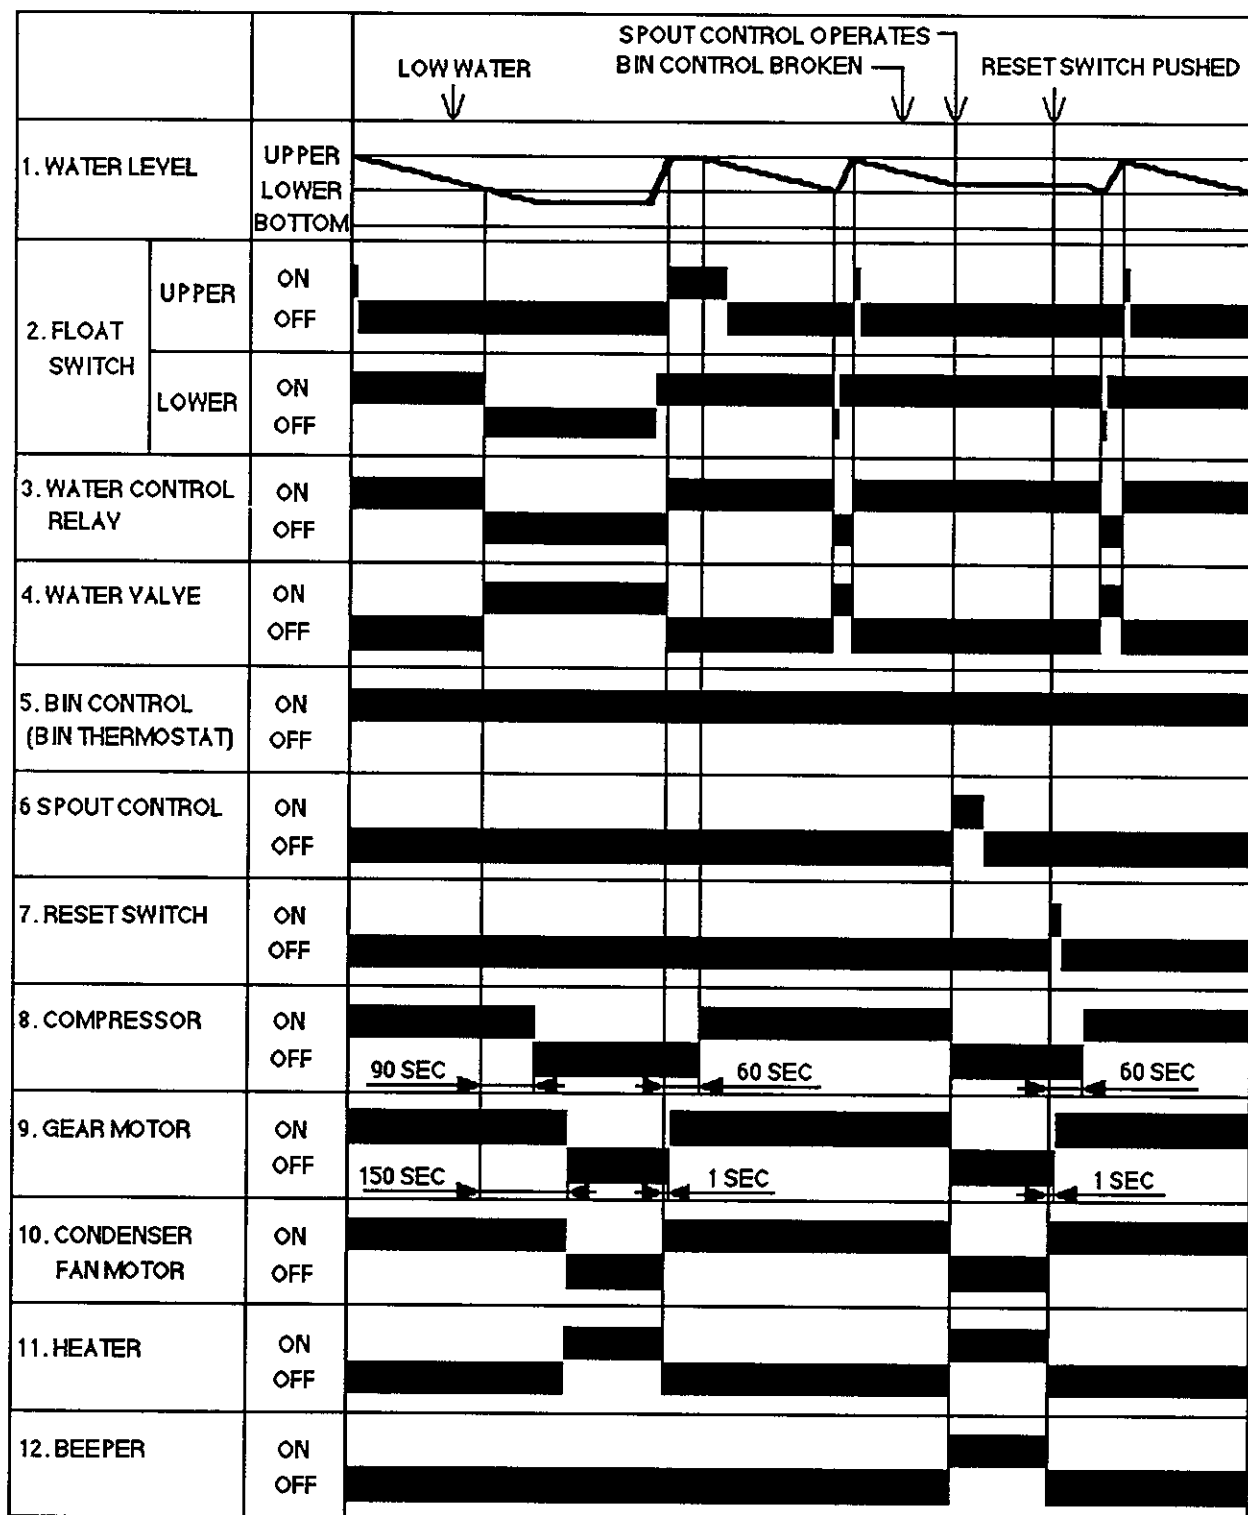 SPOUT CONTROL OPERATES
LOW WATER
BIN CONTROL BROKEN
RESET SWITCH PUSHED
1. WATER LEVEL
UPPER
LOWER
BOTTOM
2. FLOAT
SWITCH
UPPER
ON
OFF
LOWER
ON
OFF
3. WATER CONTROL
RELAY
ON
OFF
4. WATER VALVE
ON
OFF
5. BIN CONTROL
(BIN THERMOSTAT)
ON
OFF
6 SPOUT CONTROL
ON
OFF
7. RESET SWITCH
ON
OFF
8. COMPRESSOR
ON
OFF
90 SEC
60 SEC
60 SEC
9. GEAR MOTOR
ON
OFF
150 SEC
1 SEC
1 SEC
10. CONDENSER
FAN MOTOR
ON
OFF
11. HEATER
ON
OFF
12. BEEPER
ON
OFF